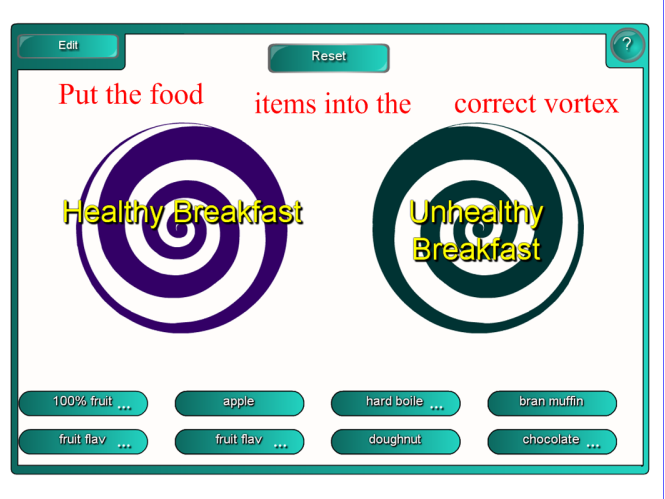 Edit
Reset
?
Put the food items into the correct vortex
Healthy Breakfast
Unhealthy
Breakfast
100% fruit ...
apple
hard boile ...
bran muffin
fruit flav ...
fruit flav ...
doughnut
chocolate ...